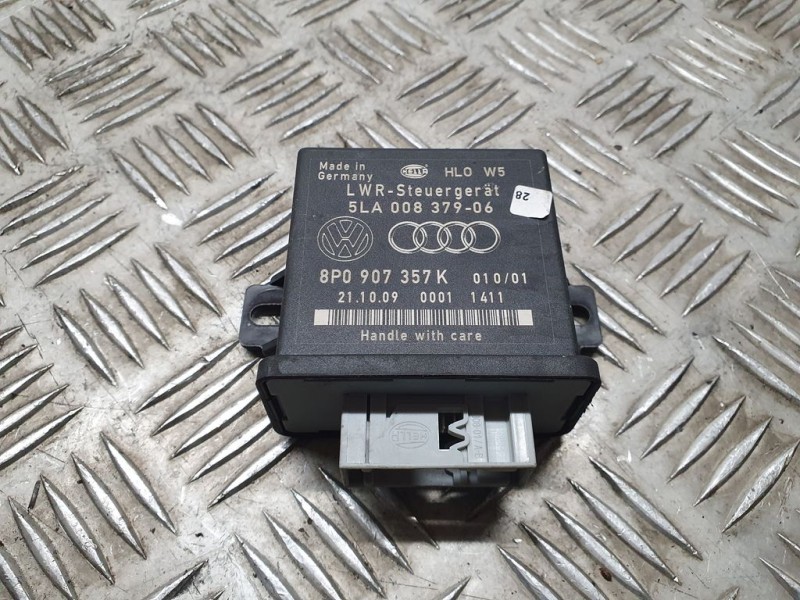 Made in HELLA HLO W5
Germany
LWR-Steuergerät
28
5LA 008 379-06
8P0 907 357K 010/01
21.10.09 0001 1411
Handle with care
HELLA